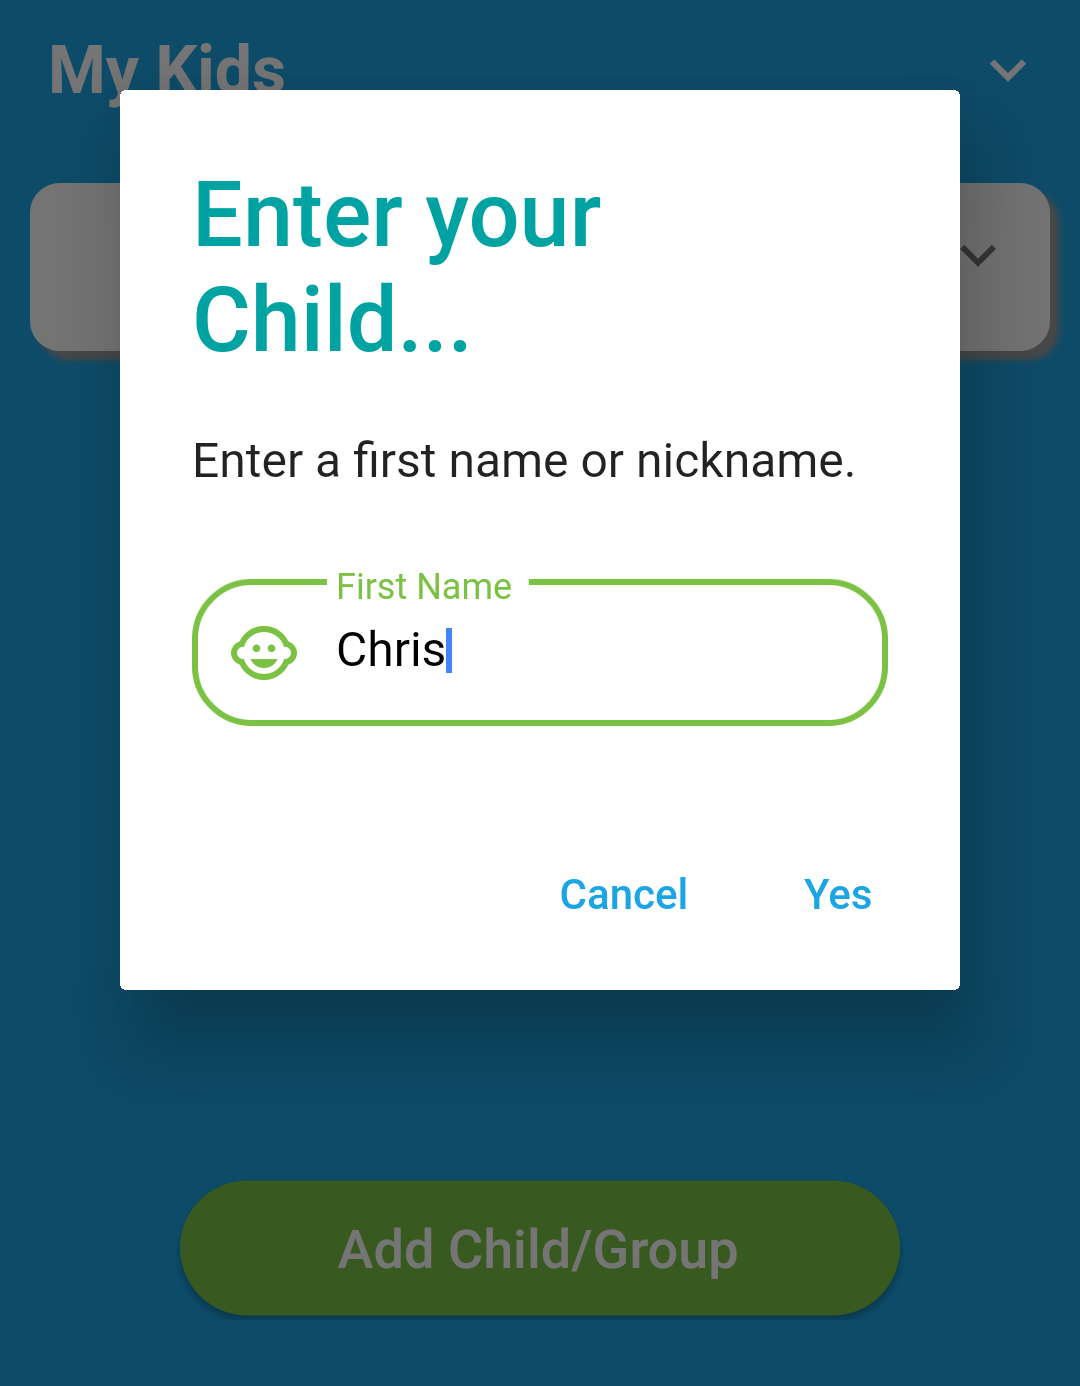 My Kids
Enter your
Child...
Enter a first name or nickname.
First Name
Chris
Cancel Yes
Add Child/Group